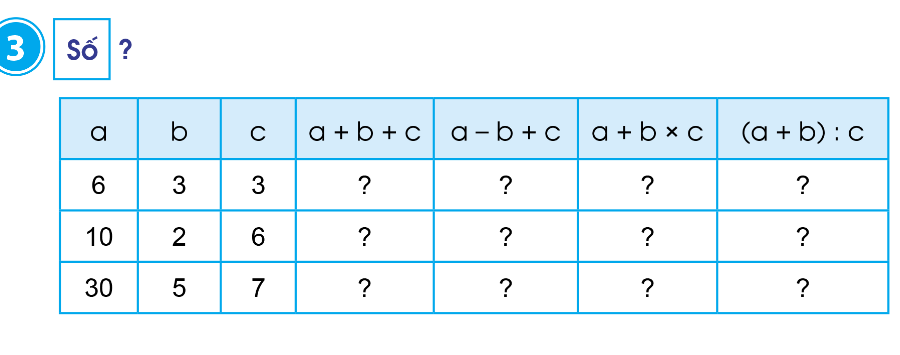 3 Số ?
a b c a + b + c a – b + c a + b × c (a + b) : c
6 3 3 ? ? ? ?
10 2 6 ? ? ? ?
30 5 7 ? ? ? ?